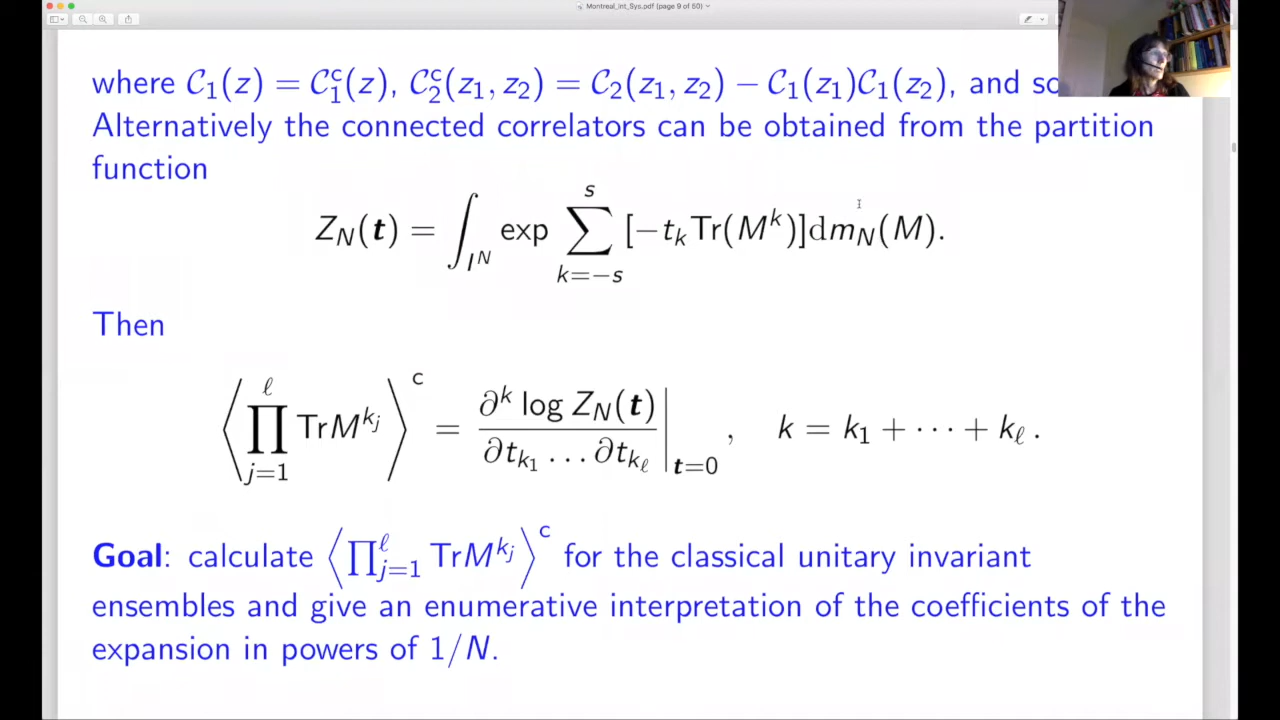 Montreal_Int_Sys.pdf (page 9 of 50)
where C₁(z) = C₁ᶜ(z), C₂ᶜ(z₁, z₂) = C₂(z₁, z₂) − C₁(z₁)C₁(z₂), and so
Alternatively the connected correlators can be obtained from the partition
function
Z_N(t) = ∫_{I^N} exp ∑_{k=−s}^{s} [−t_k Tr(M^k)]dm_N(M).
Then
⟨∏_{j=1}^{ℓ} TrM^{k_j}⟩^c = ∂^k log Z_N(t) / ∂t_{k_1} … ∂t_{k_ℓ} |_{t=0} , k = k₁ + ⋯ + k_ℓ .
Goal: calculate ⟨∏_{j=1}^{ℓ} TrM^{k_j}⟩^c for the classical unitary invariant
ensembles and give an enumerative interpretation of the coefficients of the
expansion in powers of 1/N.